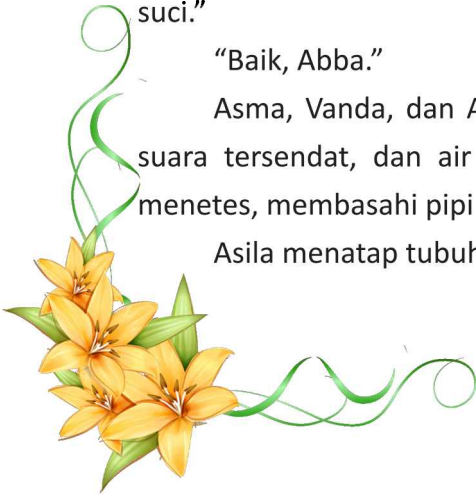 suci.”
“Baik, Abba.”
Asma, Vanda, dan A
suara tersendat, dan air
menetes, membasahi pipi
Asila menatap tubuh